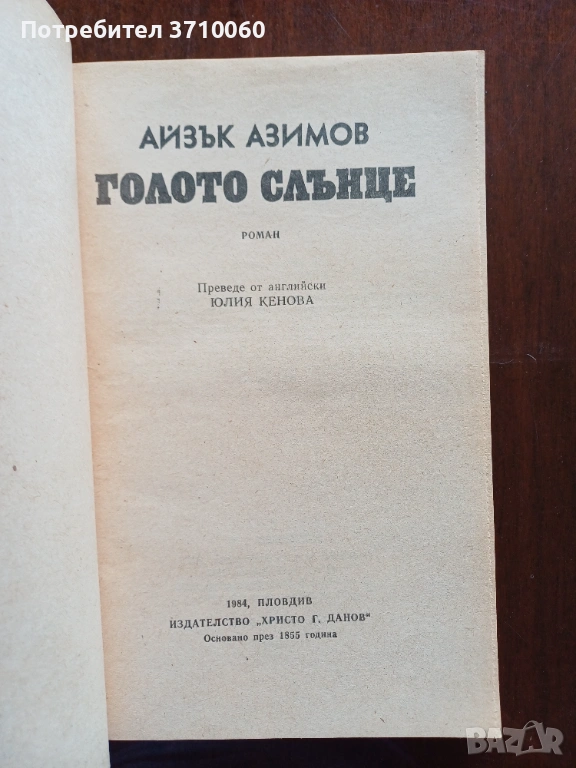 Потребител 3710060
АЙЗЪК АЗИМОВ
ГОЛОТО СЛЪНЦЕ
РОМАН
Преведе от английски
ЮЛИЯ КЕНОВА
1984, ПЛОВДИВ
ИЗДАТЕЛСТВО „ХРИСТО Г. ДАНОВ"
Основано през 1855 година
BAZAR